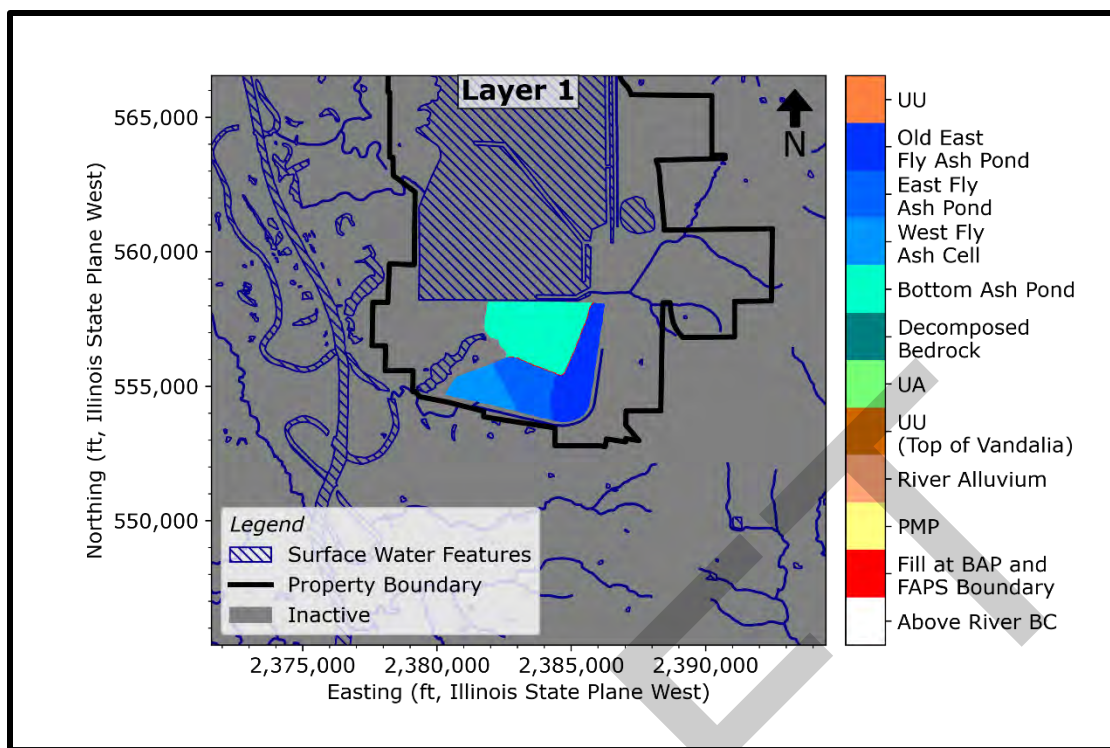 Layer 1
N
565,000
560,000
555,000
550,000
Northing (ft, Illinois State Plane West)
2,375,000
2,380,000
2,385,000
2,390,000
Easting (ft, Illinois State Plane West)
Legend
Surface Water Features
Property Boundary
Inactive
UU
Old East
Fly Ash Pond
East Fly
Ash Pond
West Fly
Ash Cell
Bottom Ash Pond
Decomposed
Bedrock
UA
UU
(Top of Vandalia)
River Alluvium
PMP
Fill at BAP and
FAPS Boundary
Above River BC